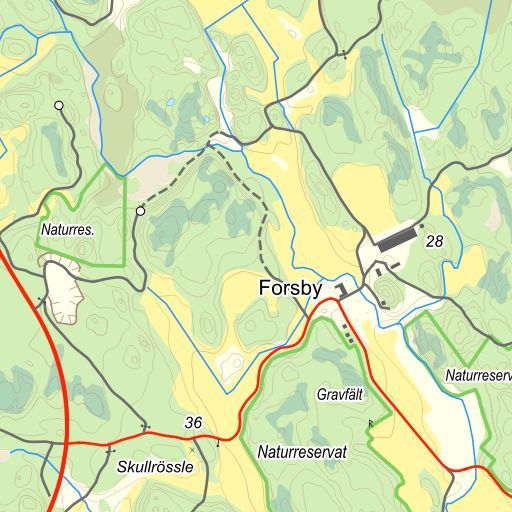 Naturres.
28
Forsby
Naturreserv
Gravfält
R
36
Naturreservat
Skullrössle